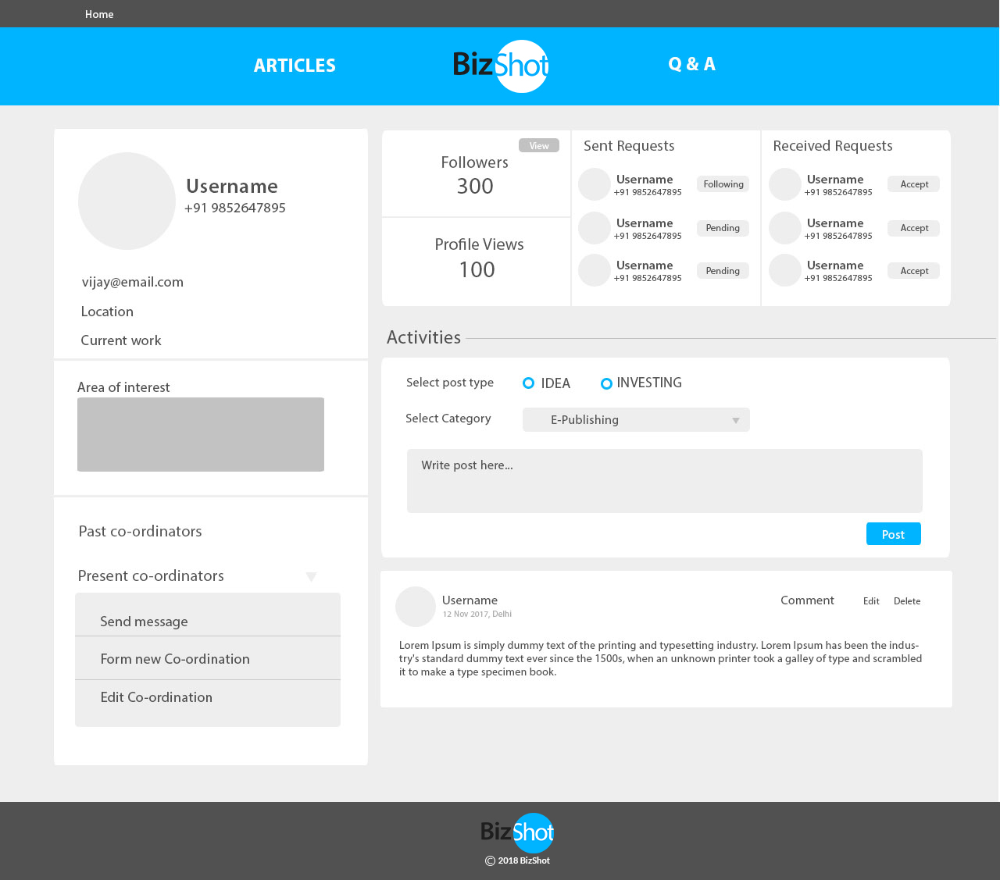 Home
ARTICLES
BizShot
Q & A
Username
+91 9852647895
vijay@email.com
Location
Current work
Area of interest
Past co-ordinators
Present co-ordinators
Send message
Form new Co-ordination
Edit Co-ordination
View
Followers
300
Profile Views
100
Sent Requests
Username
+91 9852647895
Following
Username
+91 9852647895
Pending
Username
+91 9852647895
Pending
Received Requests
Username
+91 9852647895
Accept
Username
+91 9852647895
Accept
Username
+91 9852647895
Accept
Activities
Select post type
IDEA
INVESTING
Select Category
E-Publishing
Write post here...
Post
Username
12 Nov 2017, Delhi
Comment
Edit
Delete
Lorem Ipsum is simply dummy text of the printing and typesetting industry. Lorem Ipsum has been the indus-
try's standard dummy text ever since the 1500s, when an unknown printer took a galley of type and scrambled
it to make a type specimen book.
BizShot
© 2018 BizShot